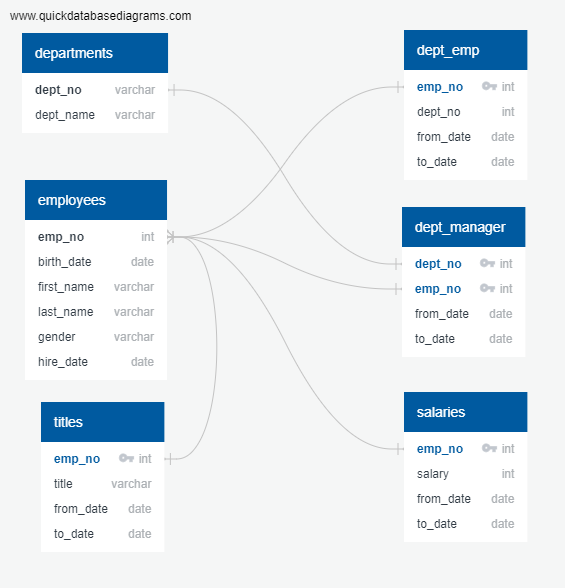 www.quickdatabasediagrams.com
departments
dept_no varchar
dept_name varchar
employees
emp_no int
birth_date date
first_name varchar
last_name varchar
gender varchar
hire_date date
titles
emp_no int
title varchar
from_date date
to_date date
dept_emp
emp_no int
dept_no int
from_date date
to_date date
dept_manager
dept_no int
emp_no int
from_date date
to_date date
salaries
emp_no int
salary int
from_date date
to_date date